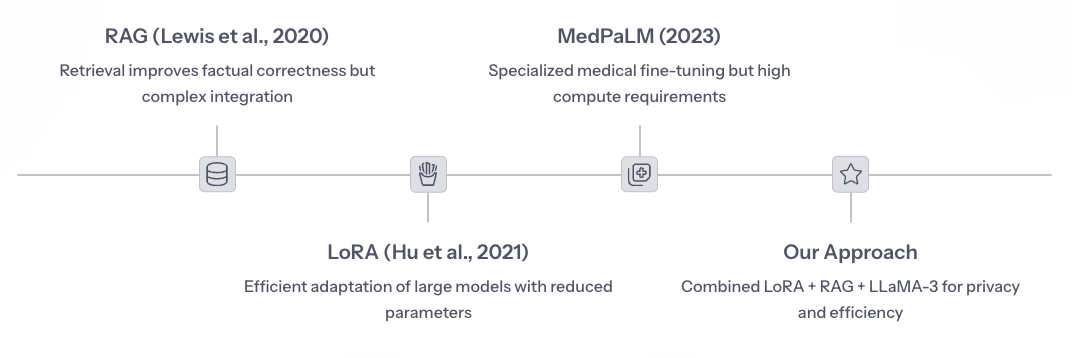 RAG (Lewis et al., 2020)
Retrieval improves factual correctness but
complex integration
MedPaLM (2023)
Specialized medical fine-tuning but high
compute requirements
LoRA (Hu et al., 2021)
Efficient adaptation of large models with reduced
parameters
Our Approach
Combined LoRA + RAG + LLaMA-3 for privacy
and efficiency